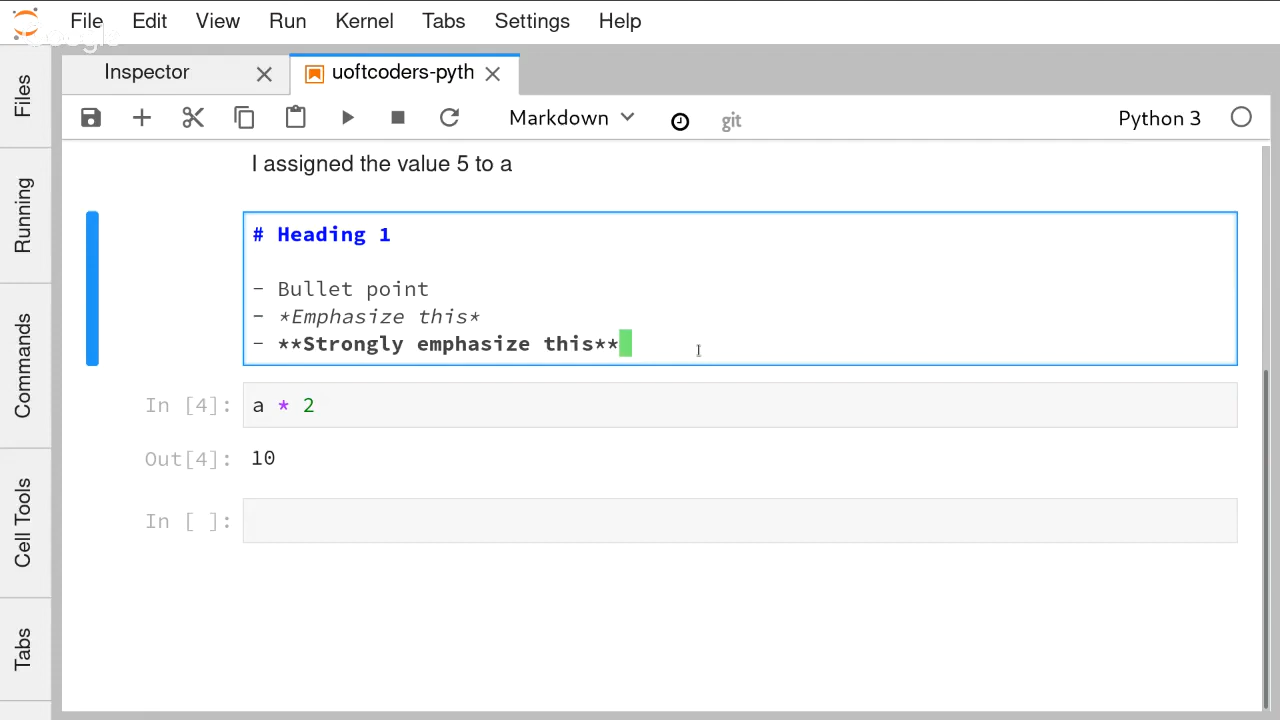 File Edit View Run Kernel Tabs Settings Help
Google
Inspector uoftcoders-pyth
Markdown git Python 3
Files
Running
Commands
Cell Tools
Tabs
I assigned the value 5 to a
# Heading 1
- Bullet point
- *Emphasize this*
- **Strongly emphasize this**
In [4]: a * 2
Out[4]: 10
In [ ]: